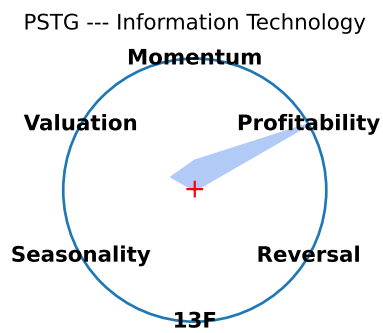 PSTG --- Information Technology
Momentum
Valuation
Profitability
Seasonality
Reversal
13F